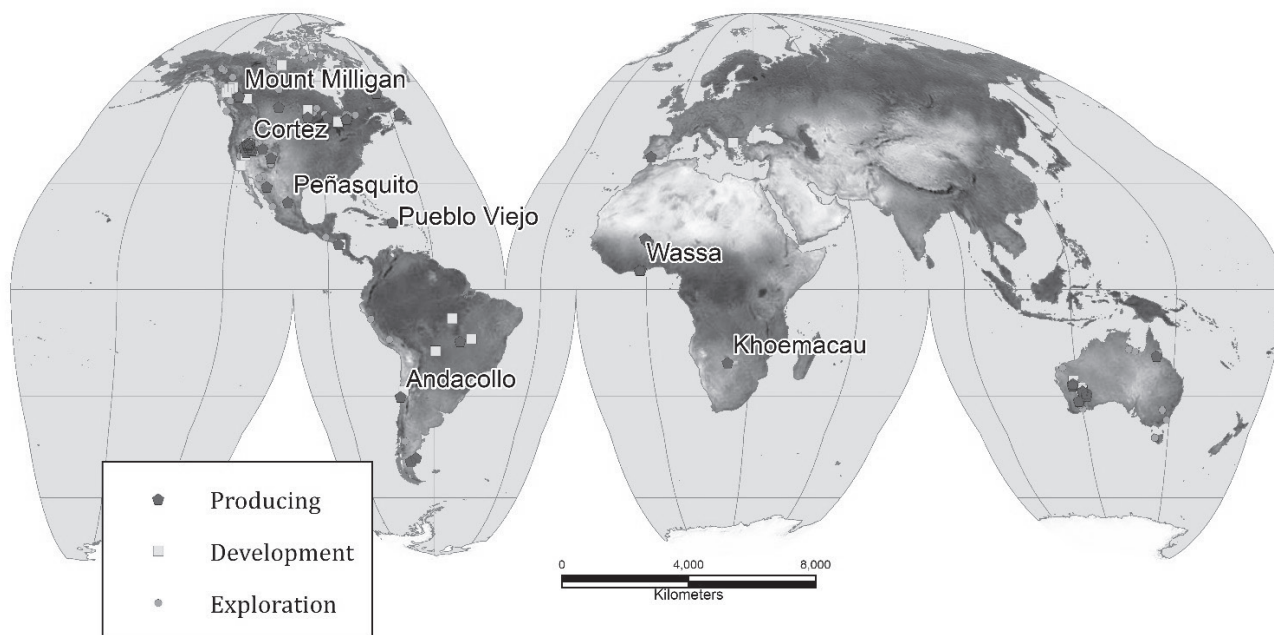 Mount Milligan
Cortez
Peñasquito
Pueblo Viejo
Wassa
Khoemacau
Andacollo
Producing
Development
Exploration
0 4,000 8,000
Kilometers